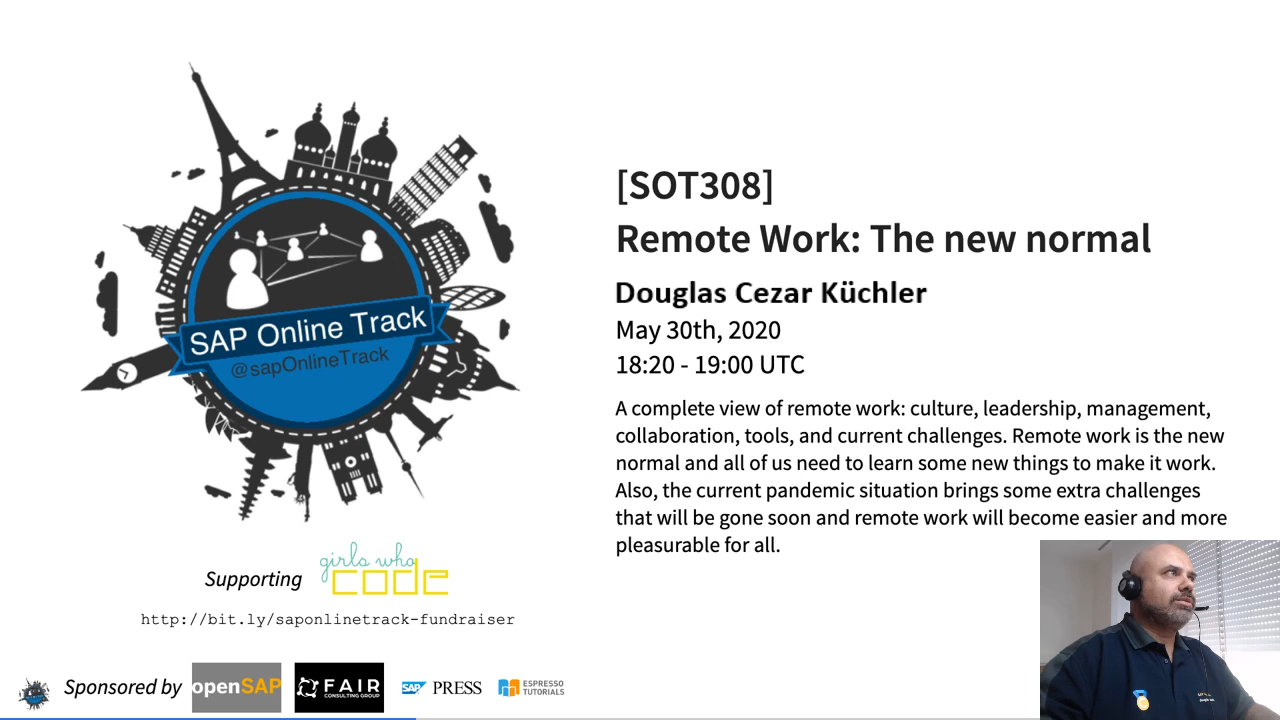 SAP Online Track
@sapOnlineTrack
Supporting
girls who
code
http://bit.ly/saponlinetrack-fundraiser
Sponsored by
openSAP
FAIR
CONSULTING GROUP
SAP PRESS
ESPRESSO
TUTORIALS
[SOT308]
Remote Work: The new normal
Douglas Cezar Küchler
May 30th, 2020
18:20 - 19:00 UTC
A complete view of remote work: culture, leadership, management,
collaboration, tools, and current challenges. Remote work is the new
normal and all of us need to learn some new things to make it work.
Also, the current pandemic situation brings some extra challenges
that will be gone soon and remote work will become easier and more
pleasurable for all.